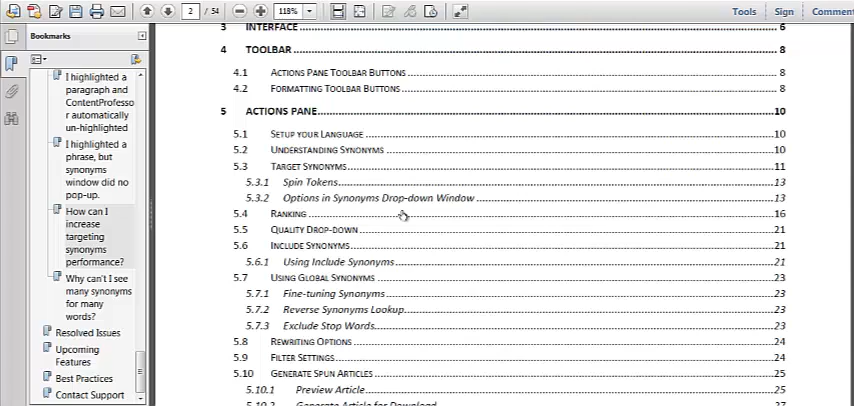 2 / 54
118%
Tools
Sign
Comment
Bookmarks
I highlighted a
paragraph and
ContentProfesso
r automatically
un-highlighted
I highlighted a
phrase, but
synonyms
window did no
pop-up.
How can I
increase
targeting
synonyms
performance?
Why can't I see
many synonyms
for many
words?
Resolved Issues
Upcoming
Features
Best Practices
Contact Support
3 INTERFACE 6
4 TOOLBAR 8
4.1 ACTIONS PANE TOOLBAR BUTTONS 8
4.2 FORMATTING TOOLBAR BUTTONS 8
5 ACTIONS PANE 10
5.1 SETUP YOUR LANGUAGE 10
5.2 UNDERSTANDING SYNONYMS 10
5.3 TARGET SYNONYMS 11
5.3.1 Spin Tokens 13
5.3.2 Options in Synonyms Drop-down Window 13
5.4 RANKING 16
5.5 QUALITY DROP-DOWN 21
5.6 INCLUDE SYNONYMS 21
5.6.1 Using Include Synonyms 21
5.7 USING GLOBAL SYNONYMS 23
5.7.1 Fine-tuning Synonyms 23
5.7.2 Reverse Synonyms Lookup 23
5.7.3 Exclude Stop Words 23
5.8 REWRITING OPTIONS 24
5.9 FILTER SETTINGS 24
5.10 GENERATE SPUN ARTICLES 25
5.10.1 Preview Article 25
5.10.2 Generate Article for Download 27